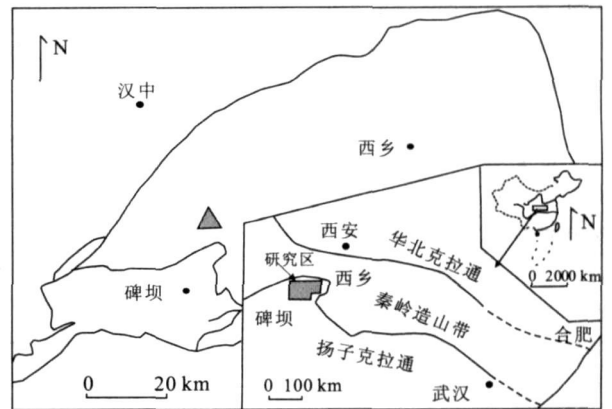 N
汉中
西乡
碑坝
0 20 km
西安
华北克拉通
研究区
西乡
秦岭造山带
碑坝
扬子克拉通
合肥
武汉
0 100 km
N
0 2000 km